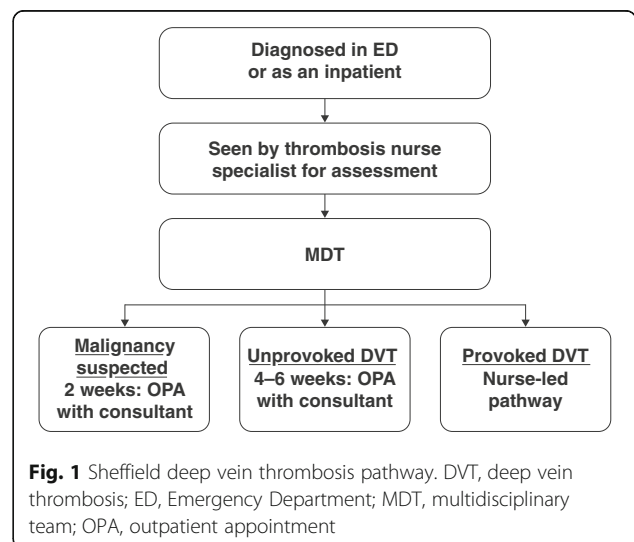 Diagnosed in ED
or as an inpatient
Seen by thrombosis nurse
specialist for assessment
MDT
Malignancy
suspected
2 weeks: OPA
with consultant
Unprovoked DVT
4–6 weeks: OPA
with consultant
Provoked DVT
Nurse-led
pathway
Fig. 1 Sheffield deep vein thrombosis pathway. DVT, deep vein
thrombosis; ED, Emergency Department; MDT, multidisciplinary
team; OPA, outpatient appointment